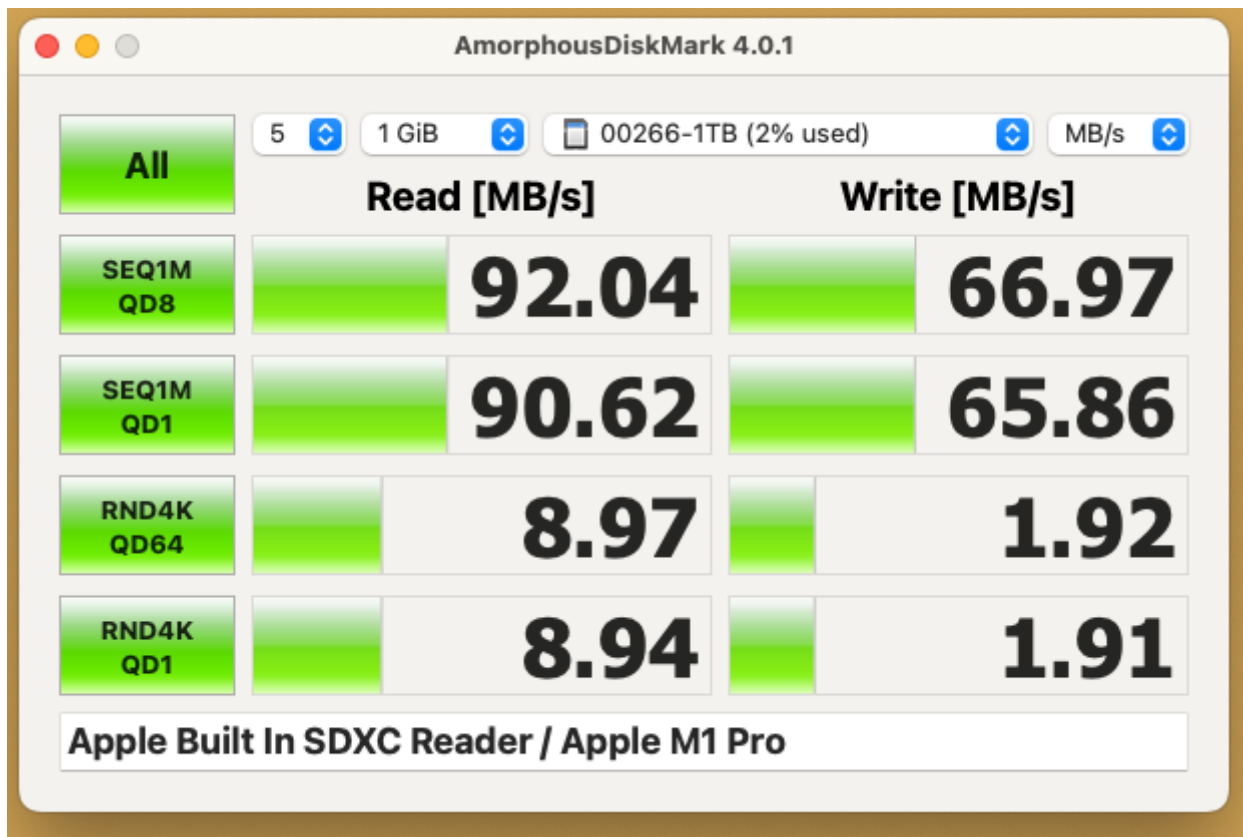 AmorphousDiskMark 4.0.1
All
5
1 GiB
00266-1TB (2% used)
MB/s
Read [MB/s]
Write [MB/s]
SEQ1M
QD8
92.04
66.97
SEQ1M
QD1
90.62
65.86
RND4K
QD64
8.97
1.92
RND4K
QD1
8.94
1.91
Apple Built In SDXC Reader / Apple M1 Pro